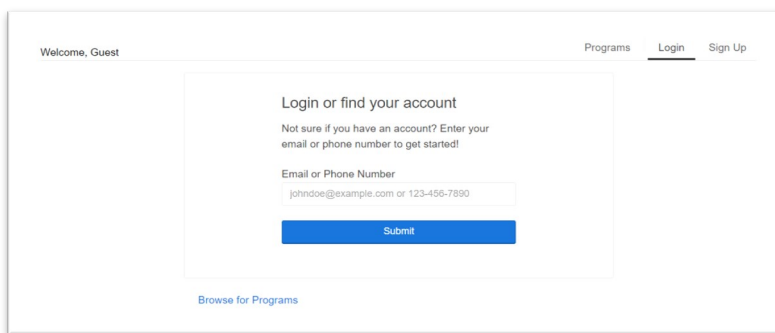 Welcome, Guest
Programs Login Sign Up
Login or find your account
Not sure if you have an account? Enter your
email or phone number to get started!
Email or Phone Number
johndoe@example.com or 123-456-7890
Submit
Browse for Programs